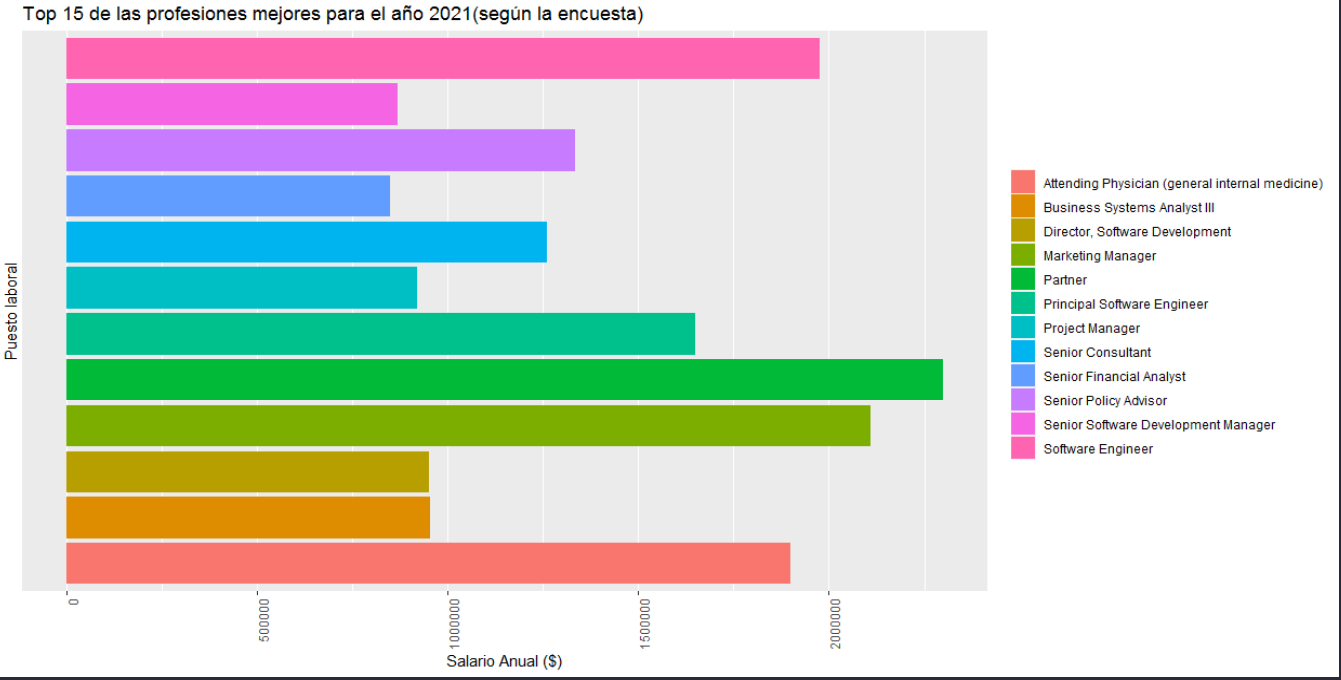 Top 15 de las profesiones mejores para el año 2021(según la encuesta)
Puesto laboral
0
500000
1000000
1500000
2000000
Salario Anual ($)
Attending Physician (general internal medicine)
Business Systems Analyst III
Director, Software Development
Marketing Manager
Partner
Principal Software Engineer
Project Manager
Senior Consultant
Senior Financial Analyst
Senior Policy Advisor
Senior Software Development Manager
Software Engineer